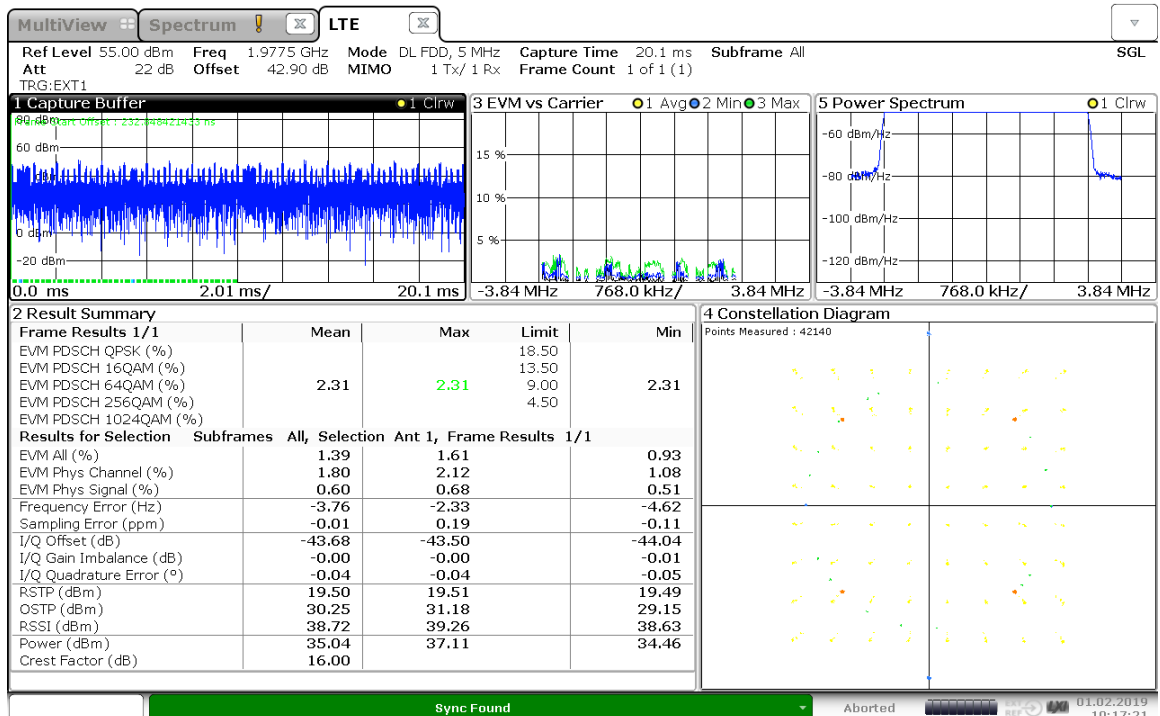 MultiView Spectrum LTE
Ref Level 55.00 dBm Freq 1.9775 GHz Mode DL FDD, 5 MHz Capture Time 20.1 ms Subframe All SGL
Att 22 dB Offset 42.90 dB MIMO 1 Tx/ 1 Rx Frame Count 1 of 1 (1)
TRG:EXT1
1 Capture Buffer 1 Clrw
80 dBm
60 dBm
0 dBm
-20 dBm
0.0 ms 2.01 ms/ 20.1 ms
3 EVM vs Carrier 1 Avg 2 Min 3 Max
15 %
10 %
5 %
-3.84 MHz 768.0 kHz/ 3.84 MHz
5 Power Spectrum 1 Clrw
-60 dBm/Hz
-80 dBm/Hz
-100 dBm/Hz
-120 dBm/Hz
-3.84 MHz 768.0 kHz/ 3.84 MHz
2 Result Summary
Frame Results 1/1 Mean Max Limit Min
EVM PDSCH QPSK (%) 18.50
EVM PDSCH 16QAM (%) 13.50
EVM PDSCH 64QAM (%) 2.31 2.31 9.00 2.31
EVM PDSCH 256QAM (%) 4.50
EVM PDSCH 1024QAM (%)
Results for Selection Subframes All, Selection Ant 1, Frame Results 1/1
EVM All (%) 1.39 1.61 0.93
EVM Phys Channel (%) 1.80 2.12 1.08
EVM Phys Signal (%) 0.60 0.68 0.51
Frequency Error (Hz) -3.76 -2.33 -4.62
Sampling Error (ppm) -0.01 0.19 -0.11
I/Q Offset (dB) -43.68 -43.50 -44.04
I/Q Gain Imbalance (dB) -0.00 -0.00 -0.01
I/Q Quadrature Error (°) -0.04 -0.04 -0.05
RSTP (dBm) 19.50 19.51 19.49
OSTP (dBm) 30.25 31.18 29.15
RSSI (dBm) 38.72 39.26 38.63
Power (dBm) 35.04 37.11 34.46
Crest Factor (dB) 16.00
4 Constellation Diagram
Points Measured : 42140
Sync Found Aborted 01.02.2019
10:17:21